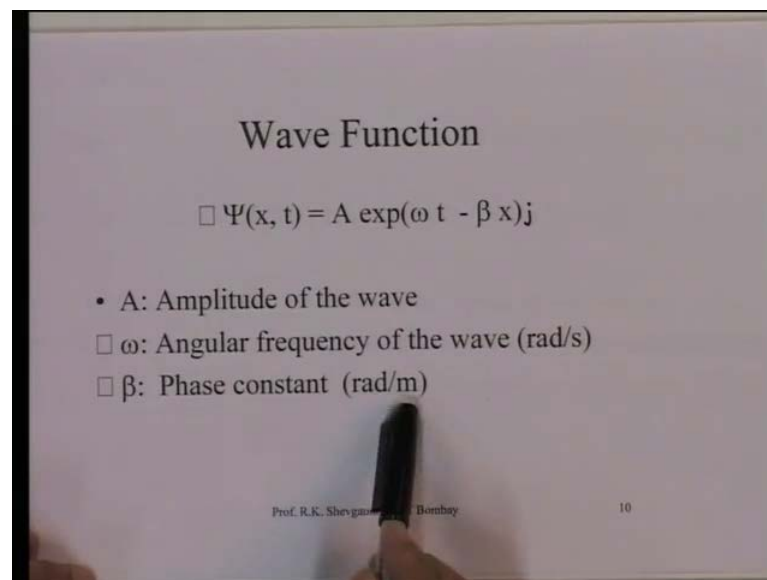 Wave Function
□ Ψ(x, t) = A exp(ω t - β x)j
• A: Amplitude of the wave
□ ω: Angular frequency of the wave (rad/s)
□ β: Phase constant (rad/m)
Prof. R.K. Bombay 10